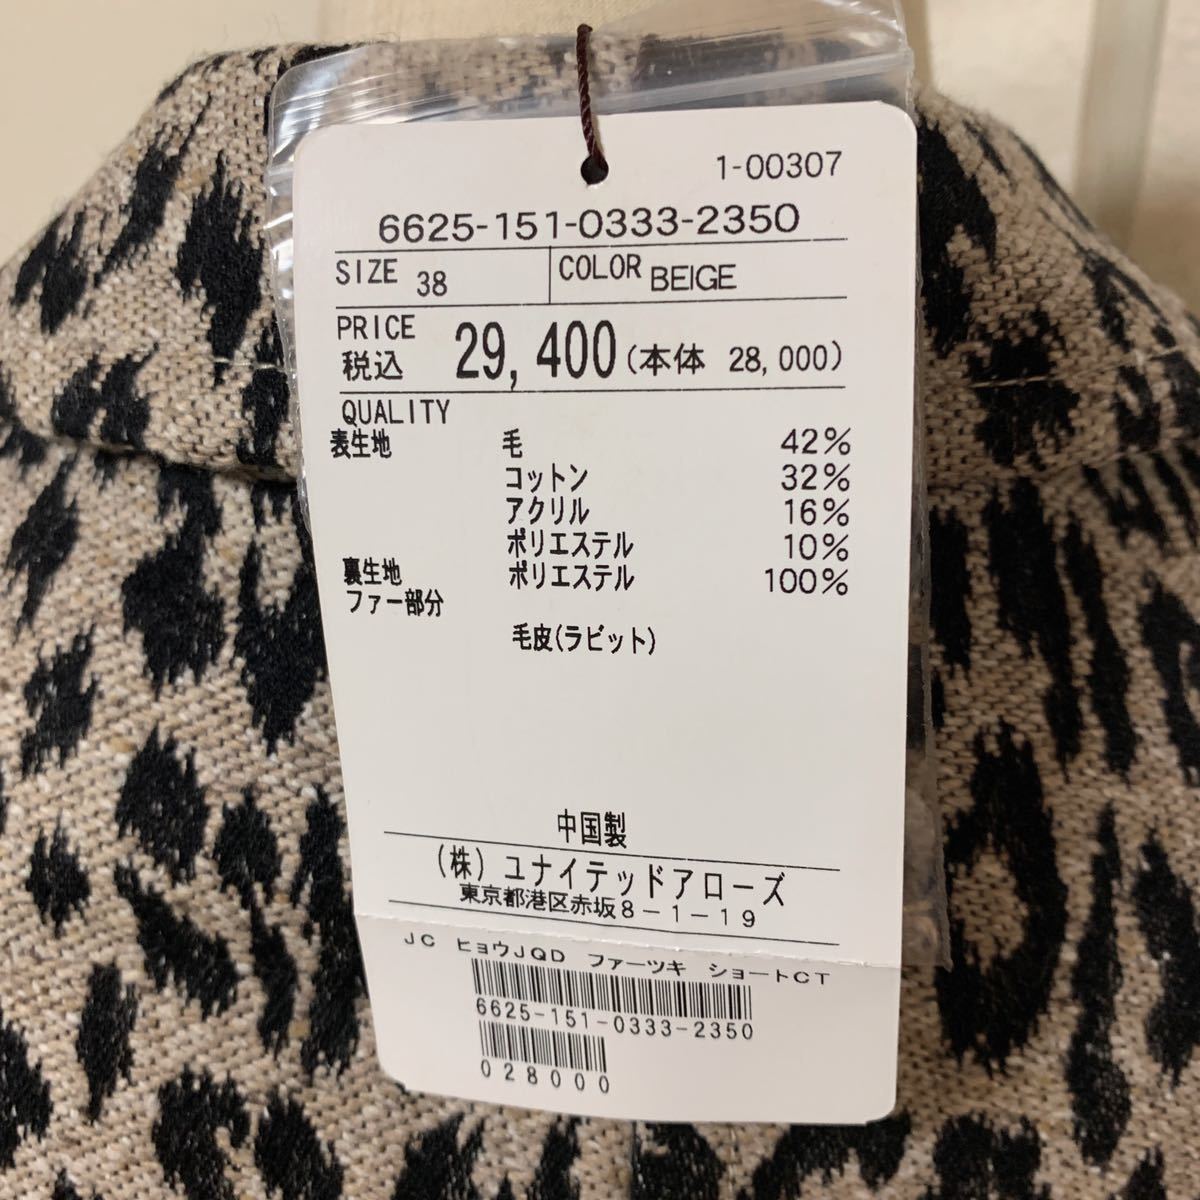 1-00307
6625-151-0333-2350
SIZE 38 COLOR BEIGE
PRICE
税込 29,400(本体 28,000)
QUALITY
表生地 毛 42%
コットン 32%
アクリル 16%
ポリエステル 10%
裏生地 ポリエステル 100%
ファー部分
毛皮(ラビット)
中国製
(株)ユナイテッドアローズ
東京都港区赤坂8-1-19
JC ヒョウJQD ファーツキ ショートCT
6625-151-0333-2350
028000